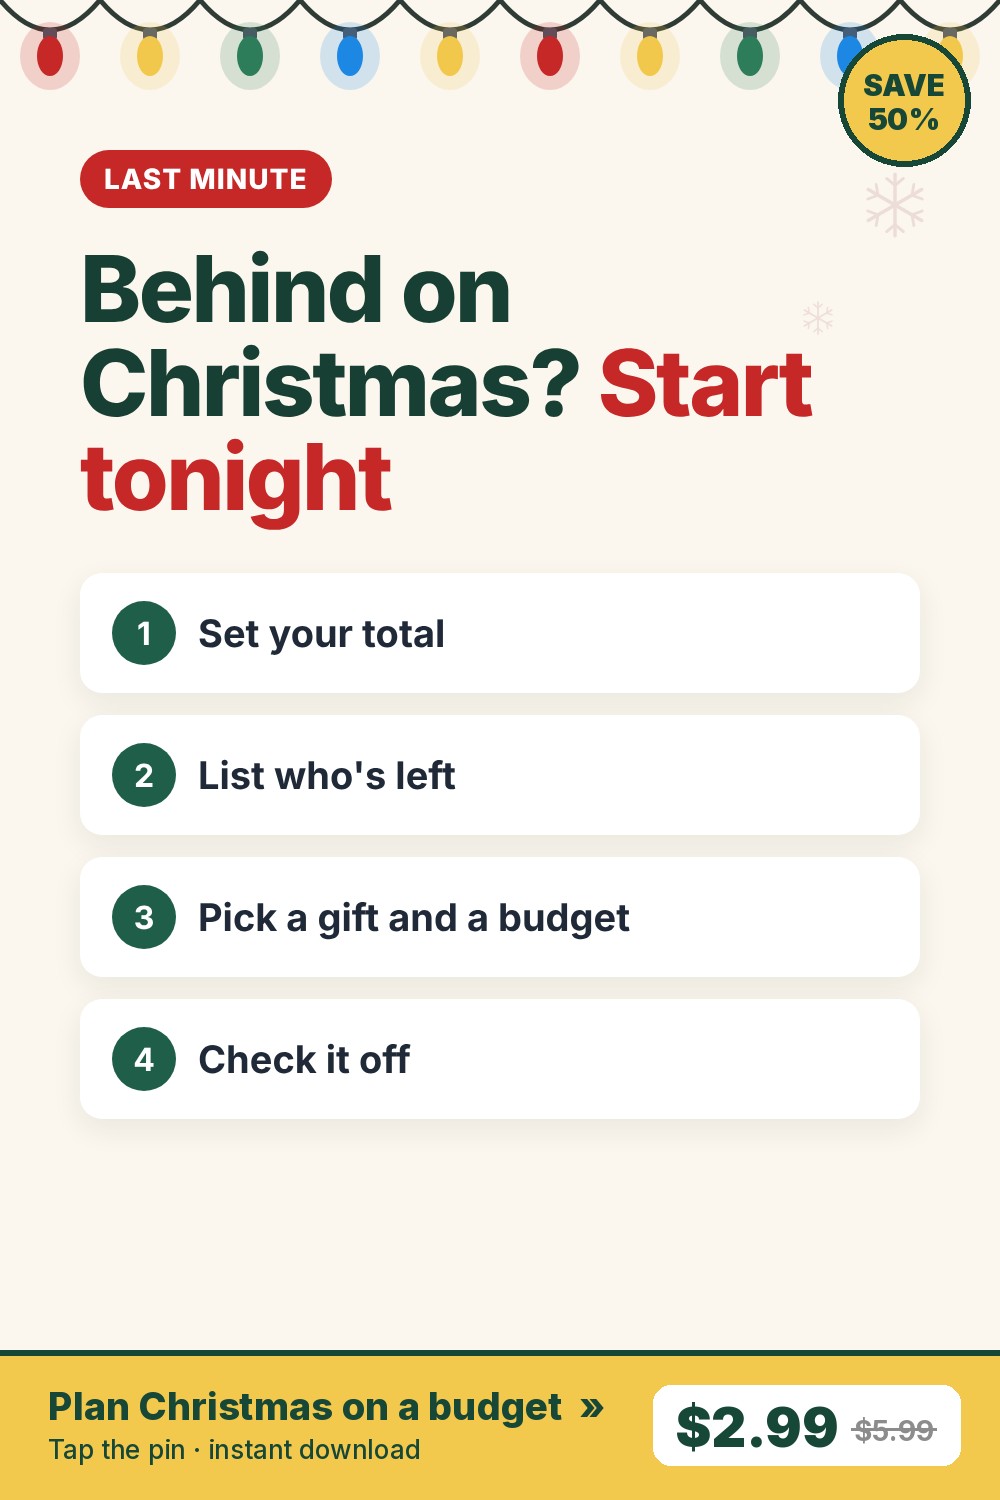 SAVE
50%
LAST MINUTE
Behind on
Christmas? Start
tonight
1 Set your total
2 List who's left
3 Pick a gift and a budget
4 Check it off
Plan Christmas on a budget »
Tap the pin · instant download
$2.99 $5.99